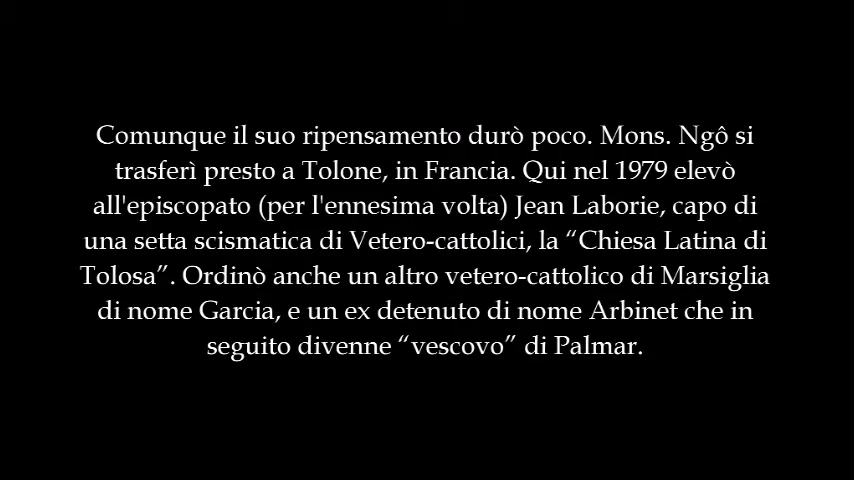 Comunque il suo ripensamento durò poco. Mons. Ngô si
trasferì presto a Tolone, in Francia. Qui nel 1979 elevò
all'episcopato (per l'ennesima volta) Jean Laborie, capo di
una setta scismatica di Vetero-cattolici, la “Chiesa Latina di
Tolosa”. Ordinò anche un altro vetero-cattolico di Marsiglia
di nome Garcia, e un ex detenuto di nome Arbinet che in
seguito divenne “vescovo” di Palmar.